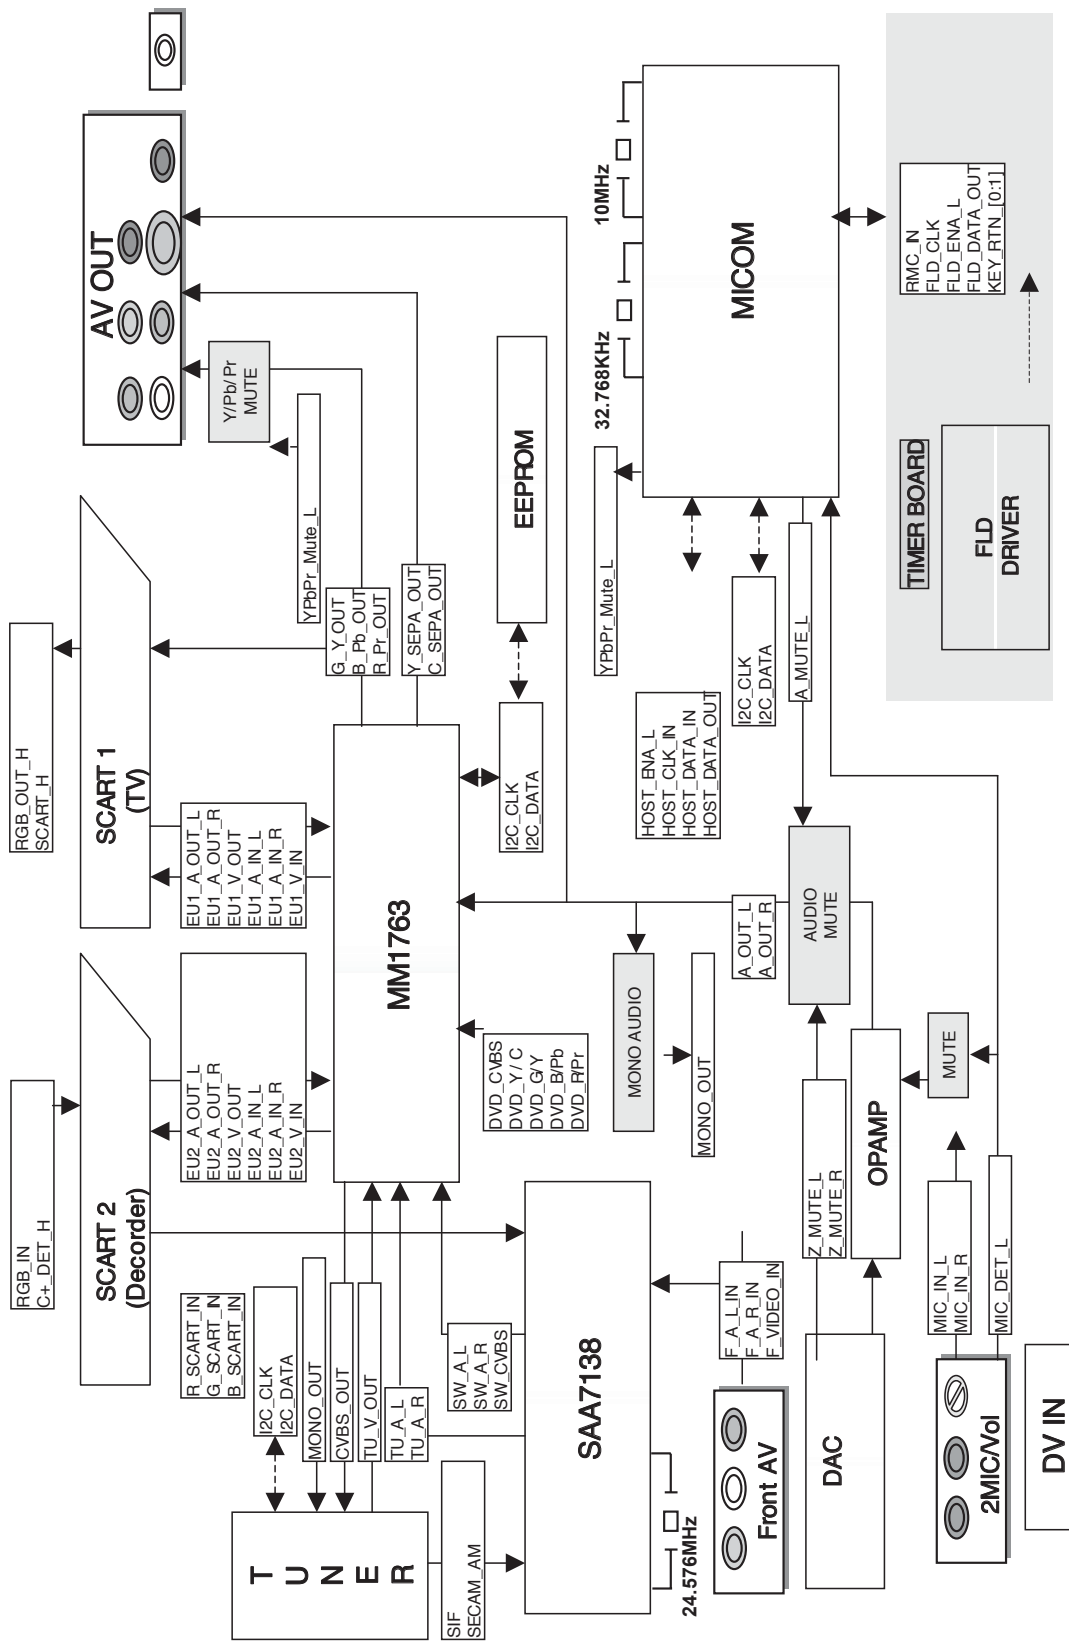 RGB_IN
C+_DET_H
SCART 2
(Decorder)
R_SCART_IN
G_SCART_IN
B_SCART_IN
I2C_CLK
I2C_DATA
MONO_OUT
CVBS_OUT
TU_V_OUT
TU_A_L
TU_A_R
TUNER
SIF
SECAM_AM
RGB_OUT_H
SCART_H
SCART 1
(TV)
EU2_A_OUT_L
EU2_A_OUT_R
EU2_V_OUT
EU2_A_IN_L
EU2_A_IN_R
EU2_V_IN
EU1_A_OUT_L
EU1_A_OUT_R
EU1_V_OUT
EU1_A_IN_L
EU1_A_IN_R
EU1_V_IN
MM1763
AV OUT
Y/Pb/Pr
MUTE
YPbPr_Mute_L
G_Y_OUT
B_Pb_OUT
R_Pr_OUT
Y_SEPA_OUT
C_SEPA_OUT
EEPROM
I2C_CLK
I2C_DATA
SW_A_L
SW_A_R
SW_CVBS
DVD_CVBS
DVD_Y/C
DVD_G/Y
DVD_B/Pb
DVD_R/Pr
SAA7138
24.576MHz
MONO AUDIO
MONO_OUT
F_A_L_IN
F_A_R_IN
F_VIDEO_IN
Front AV
A_OUT_L
A_OUT_R
AUDIO
MUTE
Z_MUTE_L
Z_MUTE_R
DAC
OPAMP
MUTE
MIC_IN_L
MIC_IN_R
MIC_DET_L
2MIC/Vol
DV IN
32.768KHz
10MHz
YPbPr_Mute_L
MICOM
HOST_ENA_L
HOST_CLK_IN
HOST_DATA_IN
HOST_DATA_OUT
I2C_CLK
I2C_DATA
A_MUTE_L
RMC_IN
FLD_CLK
FLD_ENA_L
FLD_DATA_OUT
KEY_RTN_[0:1]
TIMER BOARD
FLD
DRIVER